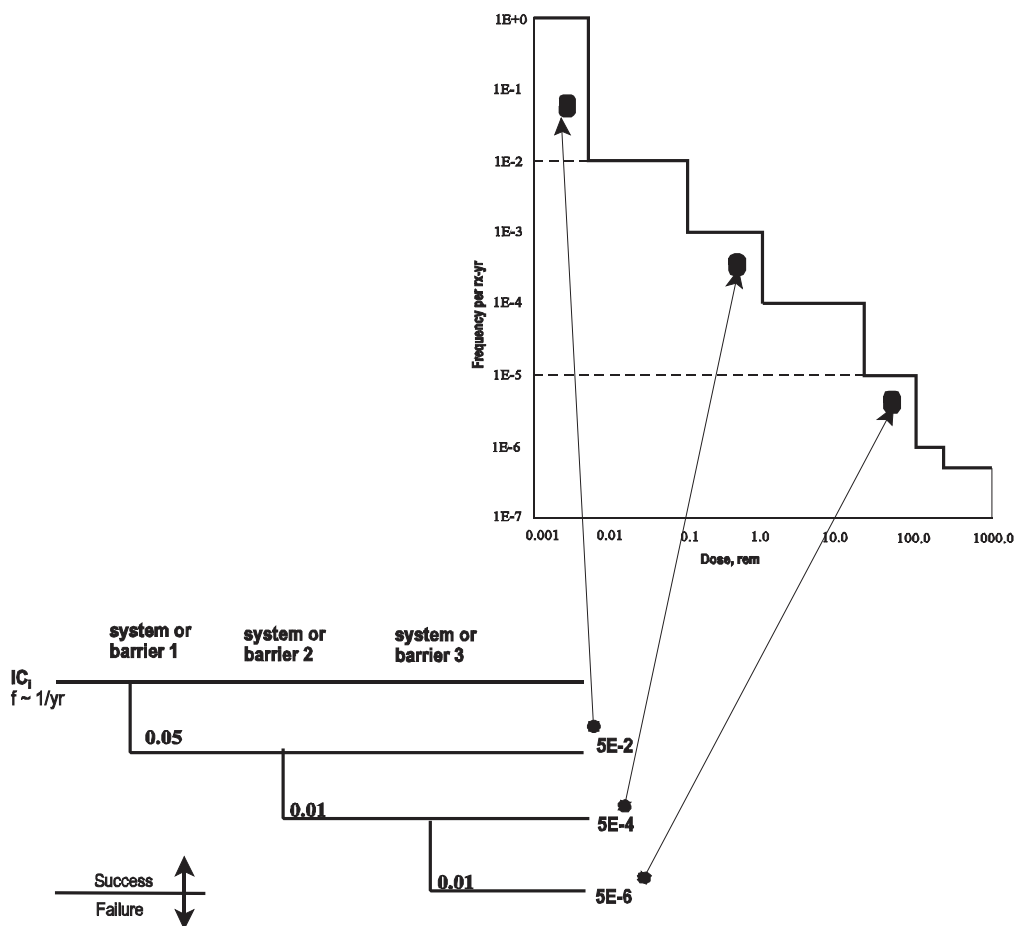 1E+0
1E-1
1E-2
1E-3
1E-4
1E-5
1E-6
1E-7
Frequency per rx-yr
0.001 0.01 0.1 1.0 10.0 100.0 1000.0
Dose, rem
system or
barrier 1
system or
barrier 2
system or
barrier 3
ICI
f ~ 1/yr
0.05
5E-2
0.01
5E-4
0.01
5E-6
Success
Failure